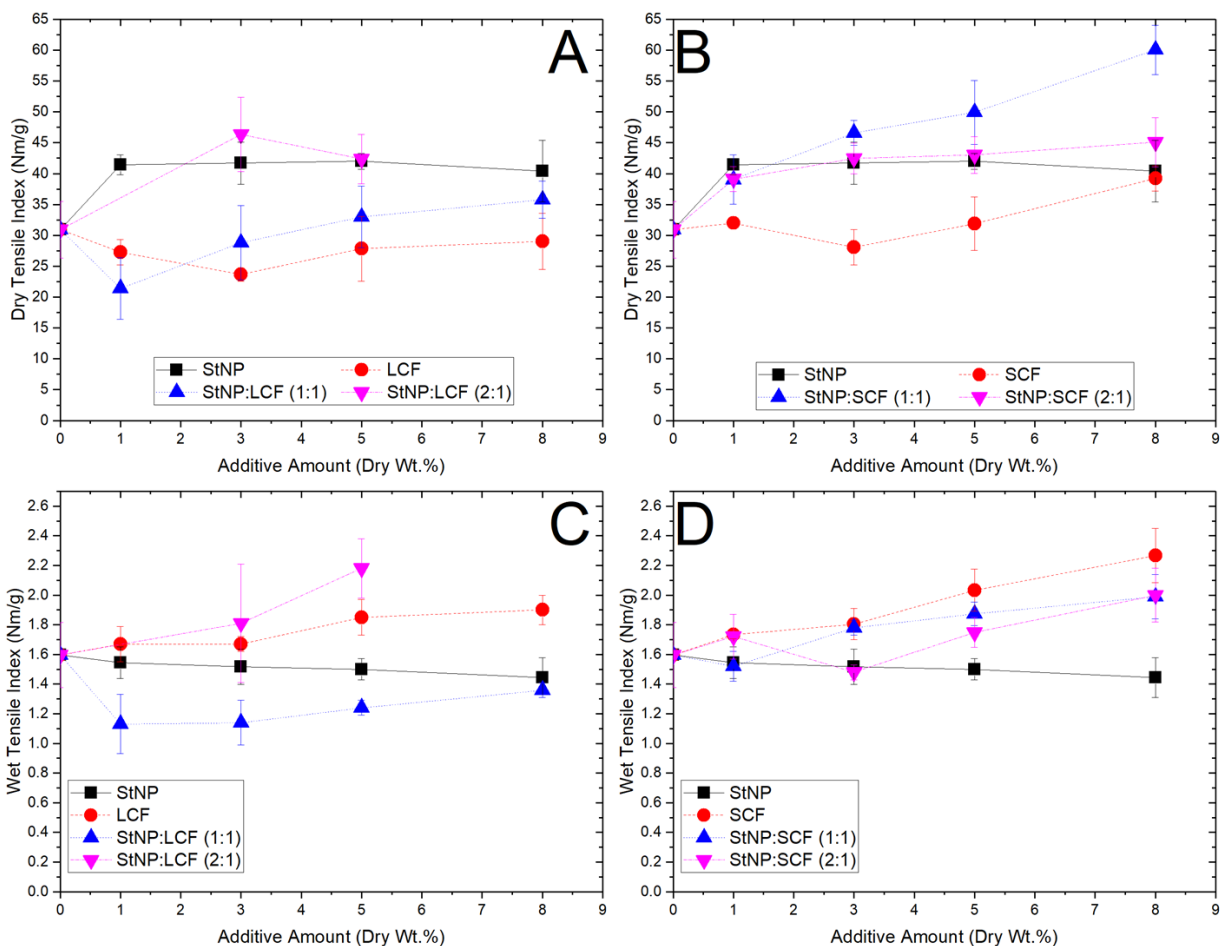 A
Dry Tensile Index (Nm/g)
65
60
55
50
45
40
35
30
25
20
15
10
5
0
StNP
LCF
StNP:LCF (1:1)
StNP:LCF (2:1)
0 1 2 3 4 5 6 7 8 9
Additive Amount (Dry Wt.%)
B
Dry Tensile Index (Nm/g)
65
60
55
50
45
40
35
30
25
20
15
10
5
0
StNP
SCF
StNP:SCF (1:1)
StNP:SCF (2:1)
0 1 2 3 4 5 6 7 8 9
Additive Amount (Dry Wt.%)
C
Wet Tensile Index (Nm/g)
2.6
2.4
2.2
2.0
1.8
1.6
1.4
1.2
1.0
0.8
0.6
0.4
0.2
0.0
StNP
LCF
StNP:LCF (1:1)
StNP:LCF (2:1)
0 1 2 3 4 5 6 7 8 9
Additive Amount (Dry Wt.%)
D
Wet Tensile Index (Nm/g)
2.6
2.4
2.2
2.0
1.8
1.6
1.4
1.2
1.0
0.8
0.6
0.4
0.2
0.0
StNP
SCF
StNP:SCF (1:1)
StNP:SCF (2:1)
0 1 2 3 4 5 6 7 8 9
Additive Amount (Dry Wt.%)